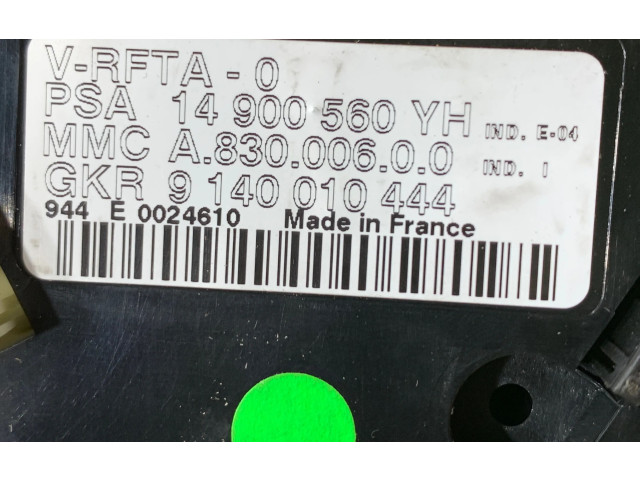 V-RFTA - 0
PSA 14 900 560 YH IND. E-04
MMC A.830.006.0.0 IND. I
GKR 9 140 010 444
944 E 0024610 Made in France